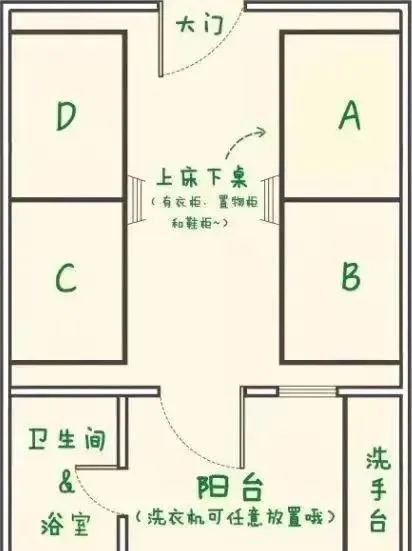 大门
D
A
上床下桌
(有衣柜、置物柜
和鞋柜~)
C
B
卫生间
&
浴室
阳台
(洗衣机可任意放置哦)
洗手台